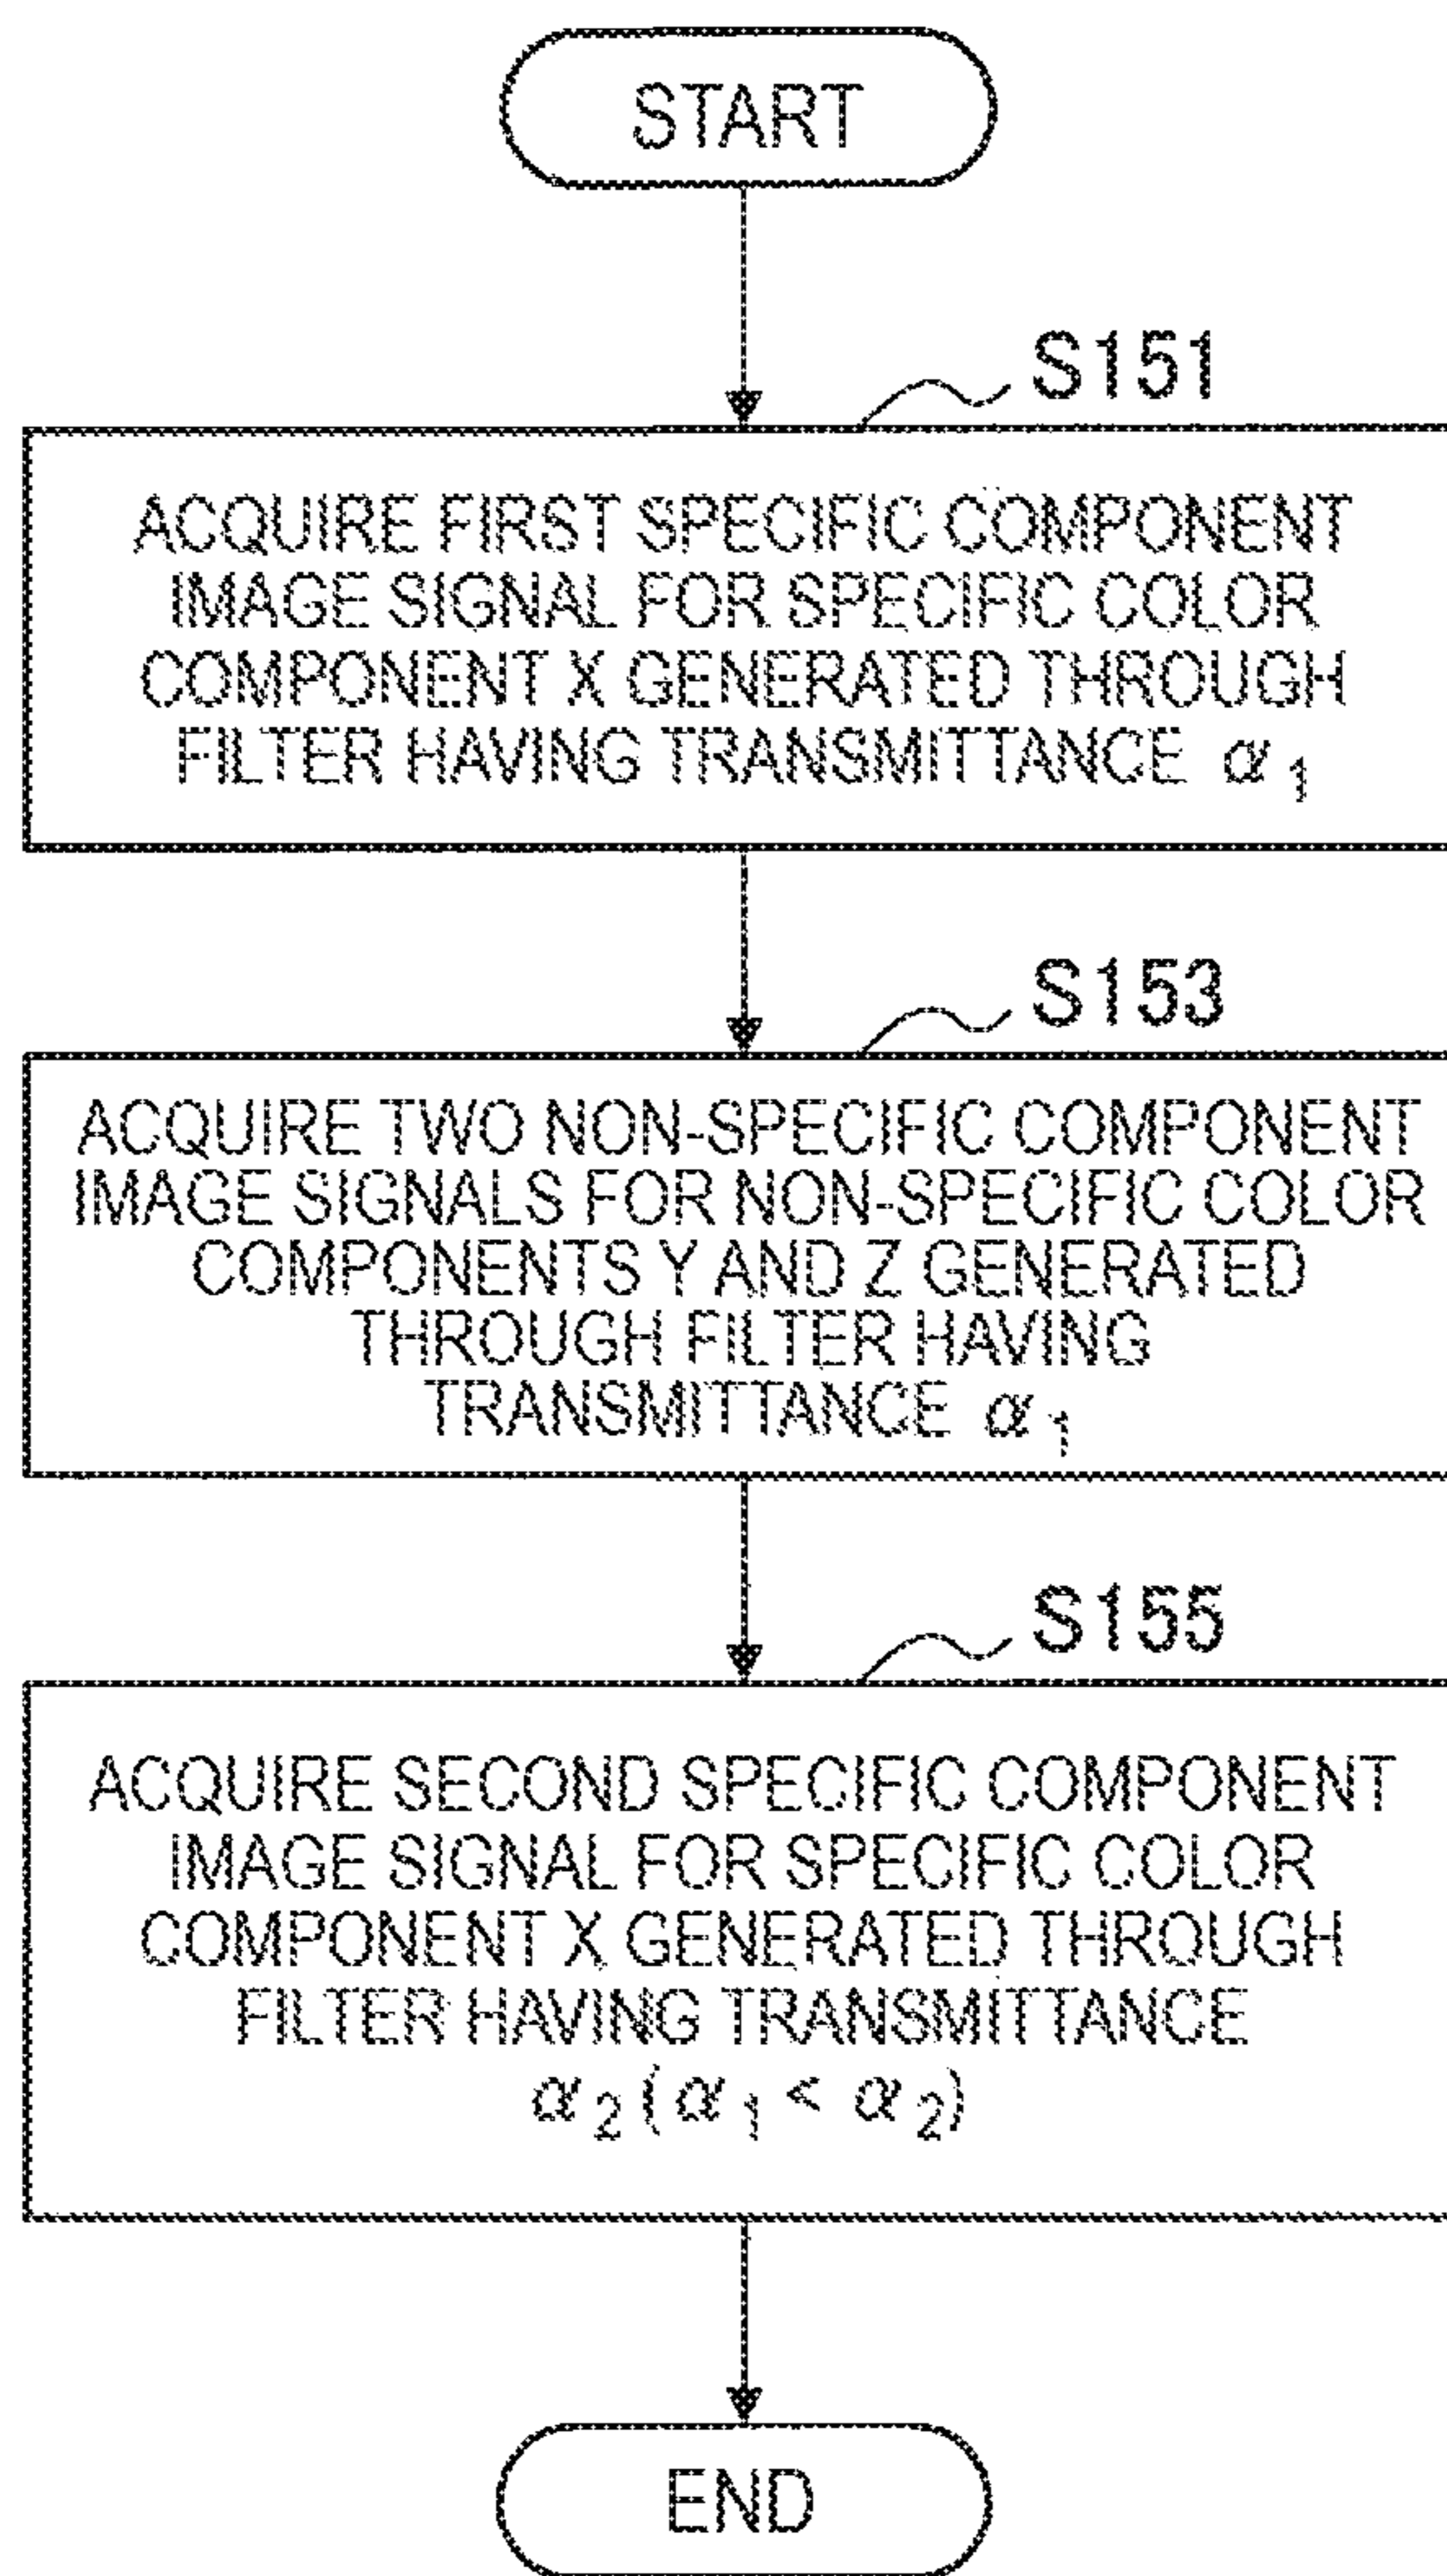 START
S151
ACQUIRE FIRST SPECIFIC COMPONENT
IMAGE SIGNAL FOR SPECIFIC COLOR
COMPONENT X GENERATED THROUGH
FILTER HAVING TRANSMITTANCE α₁
S153
ACQUIRE TWO NON-SPECIFIC COMPONENT
IMAGE SIGNALS FOR NON-SPECIFIC COLOR
COMPONENTS Y AND Z GENERATED
THROUGH FILTER HAVING
TRANSMITTANCE α₁
S155
ACQUIRE SECOND SPECIFIC COMPONENT
IMAGE SIGNAL FOR SPECIFIC COLOR
COMPONENT X GENERATED THROUGH
FILTER HAVING TRANSMITTANCE
α₂ (α₁ < α₂)
END